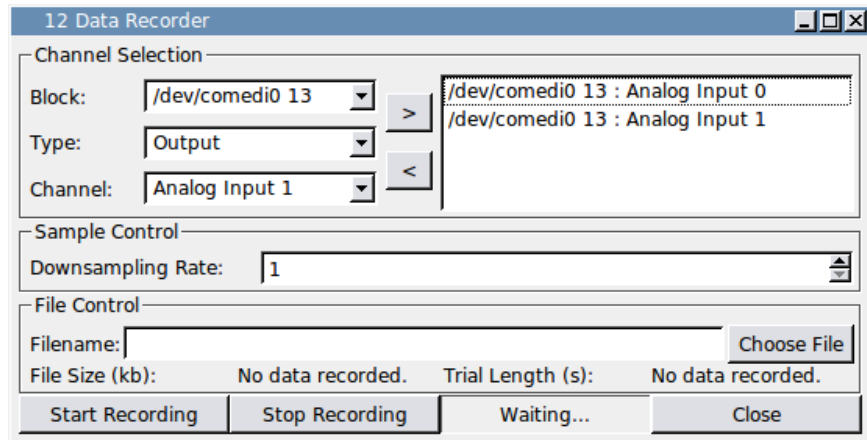 12 Data Recorder
Channel Selection
Block: /dev/comedi0 13
>
/dev/comedi0 13 : Analog Input 0
/dev/comedi0 13 : Analog Input 1
Type: Output
Channel: Analog Input 1
<
Sample Control
Downsampling Rate: 1
File Control
Filename: Choose File
File Size (kb): No data recorded. Trial Length (s): No data recorded.
Start Recording Stop Recording Waiting... Close